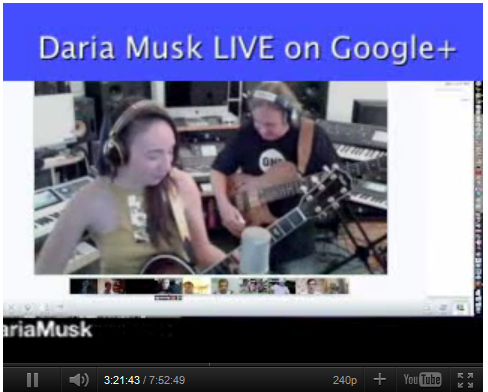 Daria Musk LIVE on Google+
ariaMusk
3:21:43 / 7:52:49
240p
YouTube